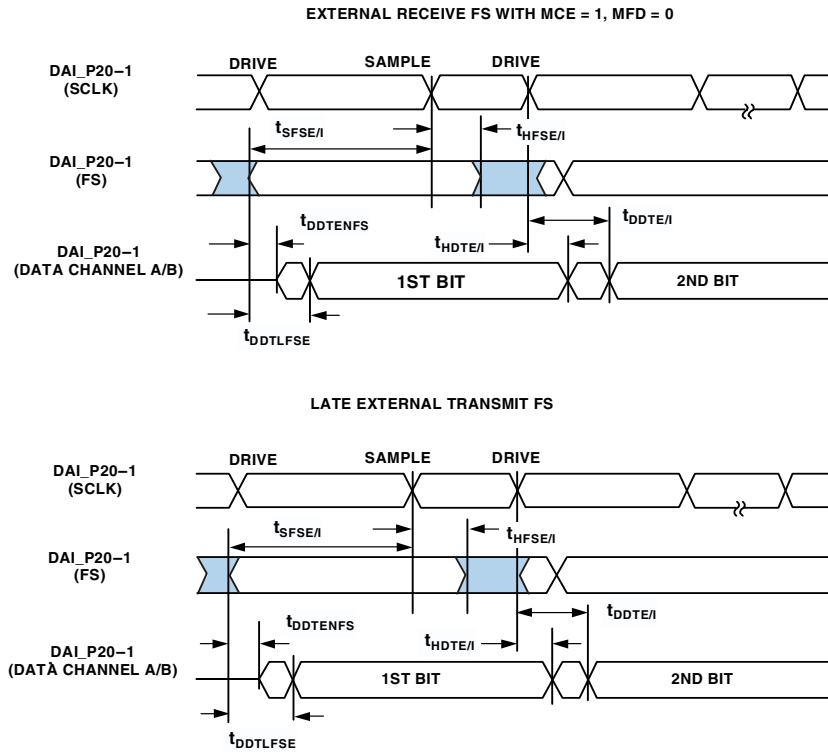 EXTERNAL RECEIVE FS WITH MCE = 1, MFD = 0
DRIVE SAMPLE DRIVE
DAI_P20–1
(SCLK)
tSFSE/I tHFSE/I
DAI_P20–1
(FS)
tDDTENFS tHDTE/I tDDTE/I
DAI_P20–1
(DATA CHANNEL A/B)
1ST BIT 2ND BIT
tDDTLFSE
LATE EXTERNAL TRANSMIT FS
DRIVE SAMPLE DRIVE
DAI_P20–1
(SCLK)
tSFSE/I tHFSE/I
DAI_P20–1
(FS)
tDDTENFS tHDTE/I tDDTE/I
DAI_P20–1
(DATA CHANNEL A/B)
1ST BIT 2ND BIT
tDDTLFSE